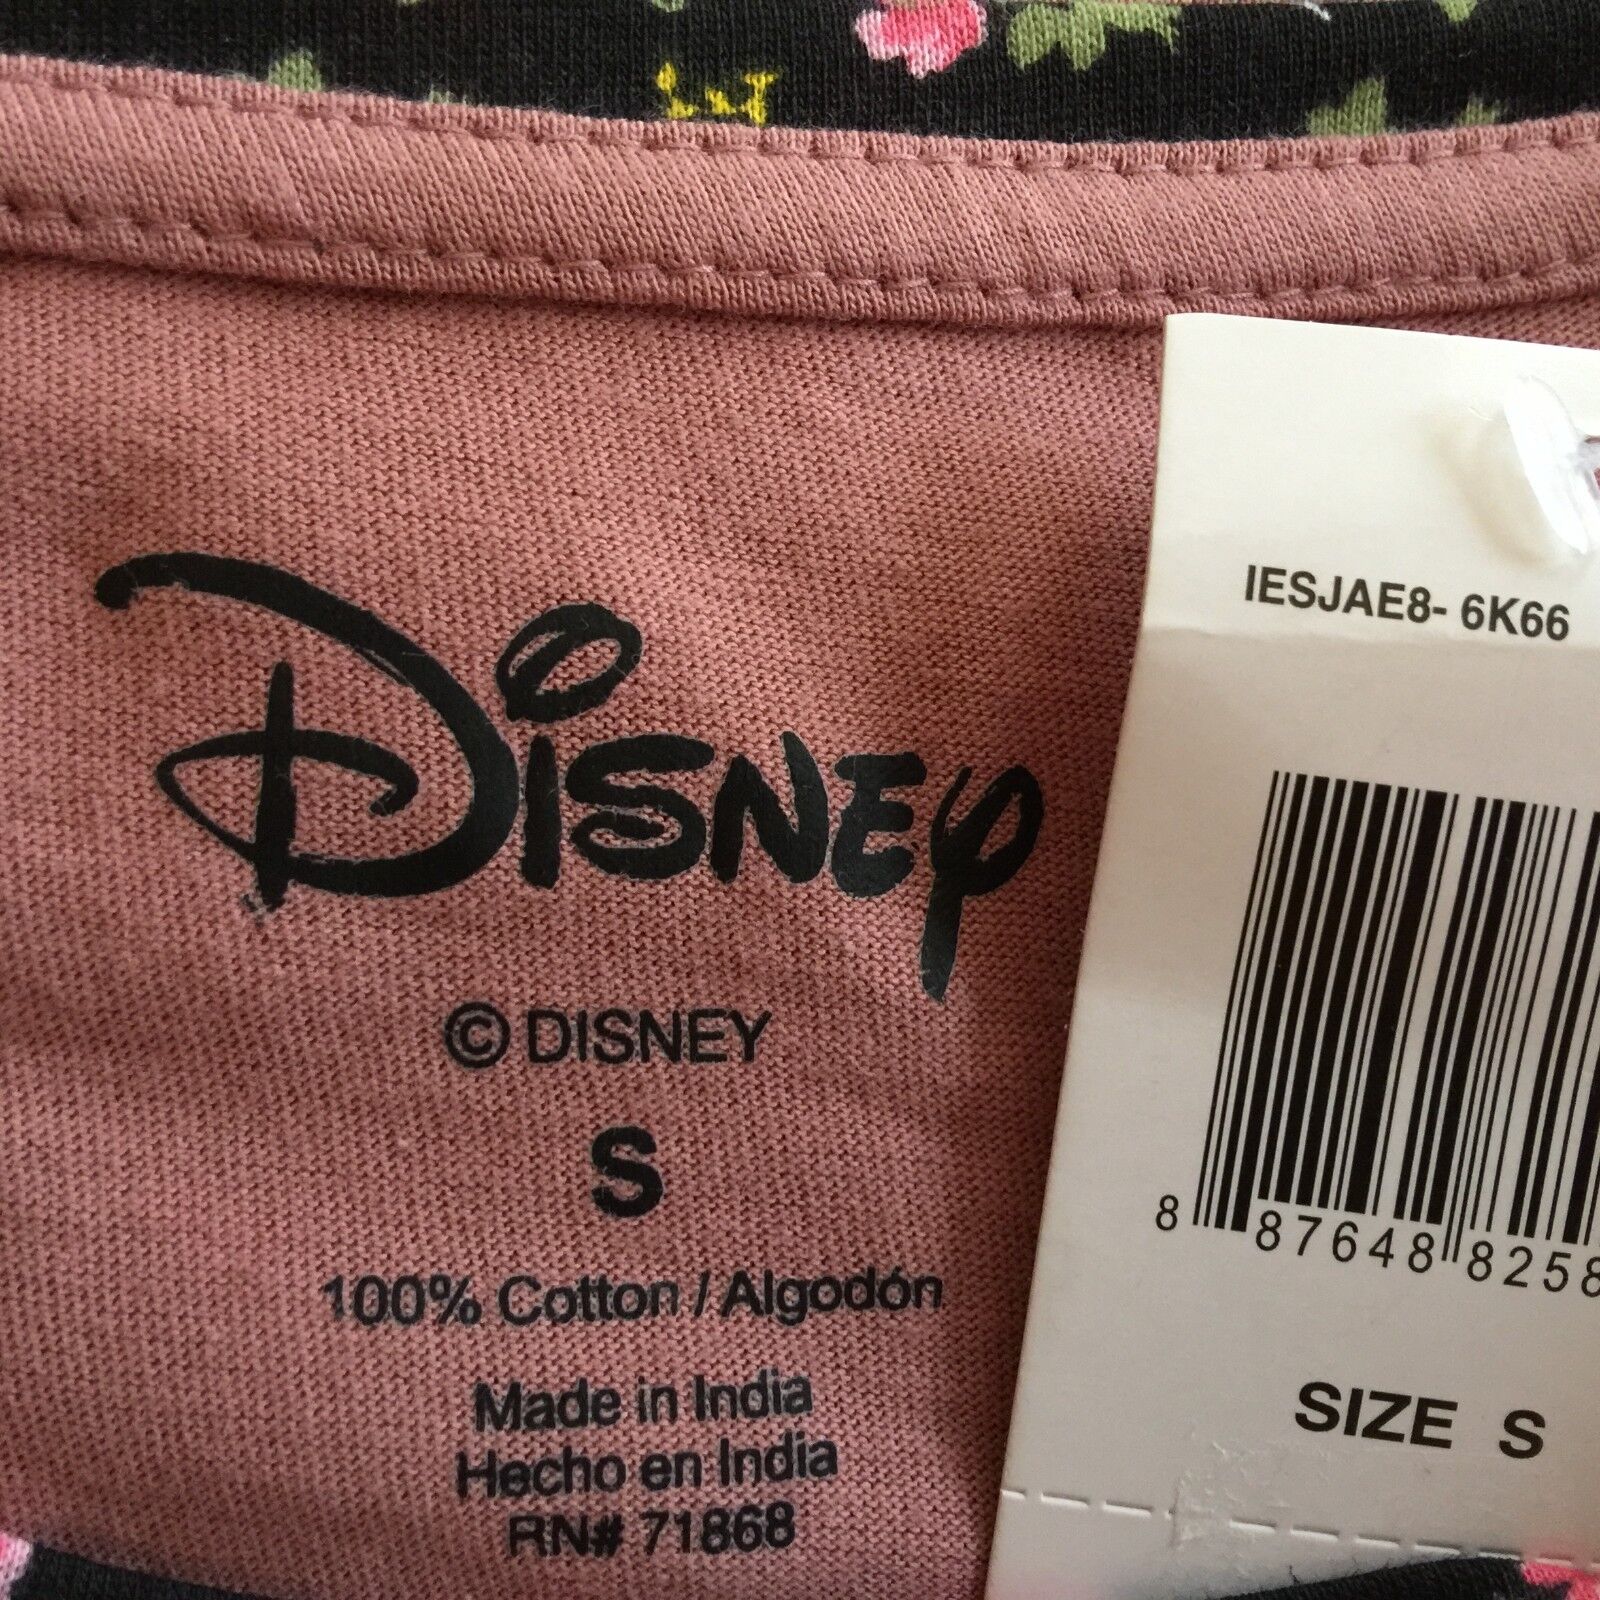 DISNEY
© DISNEY
S
100% Cotton / Algodón
Made in India
Hecho en India
RN# 71868
IESJAE8- 6K66
8 87648 8258
SIZE S